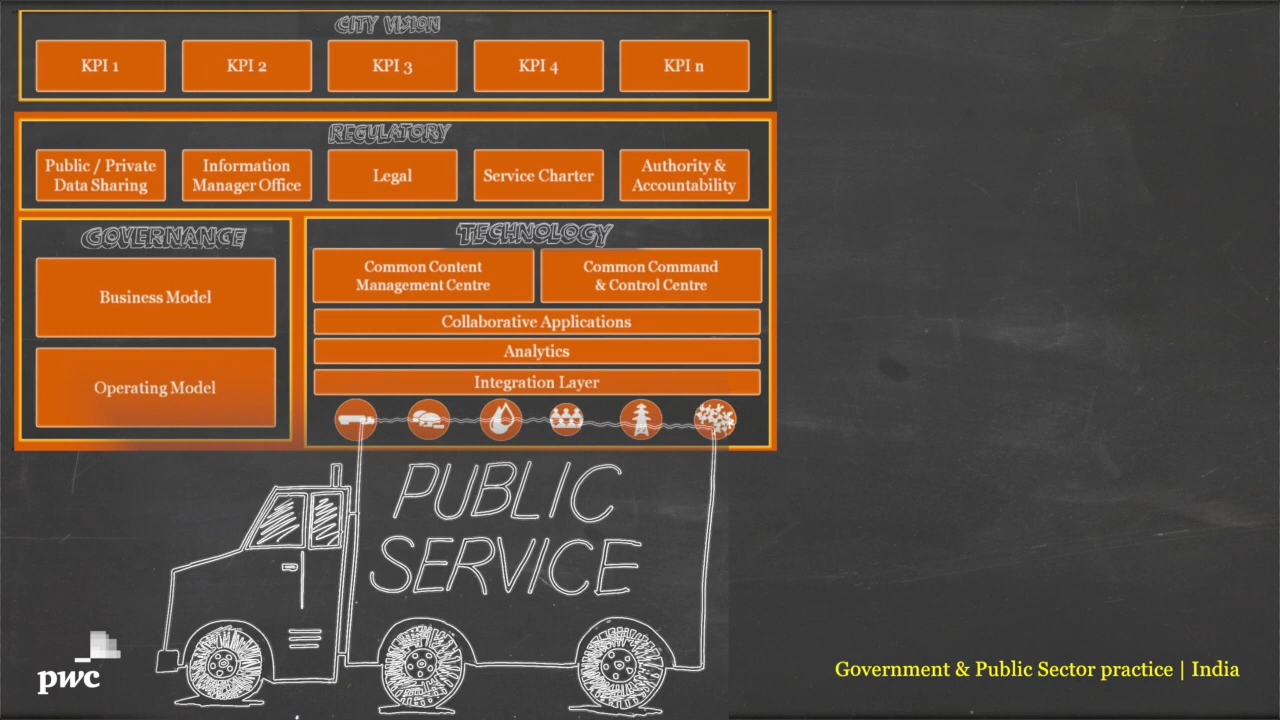 CITY VISION
KPI 1
KPI 2
KPI 3
KPI 4
KPI n
REGULATORY
Public / Private
Data Sharing
Information
Manager Office
Legal
Service Charter
Authority &
Accountability
GOVERNANCE
Business Model
Operating Model
TECHNOLOGY
Common Content
Management Centre
Common Command
& Control Centre
Collaborative Applications
Analytics
Integration Layer
PUBLIC
SERVICE
pwc
Government & Public Sector practice | India